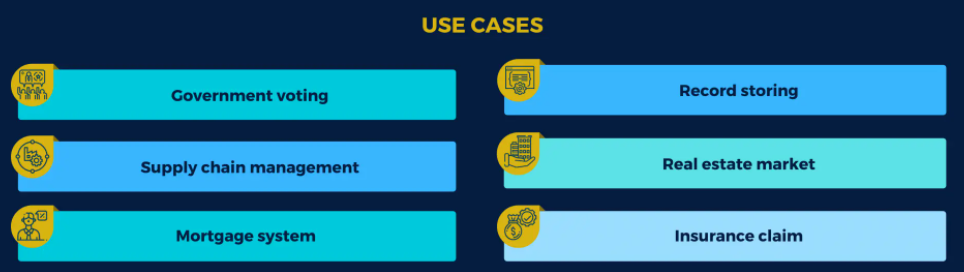 USE CASES
Government voting
Record storing
Supply chain management
Real estate market
Mortgage system
Insurance claim